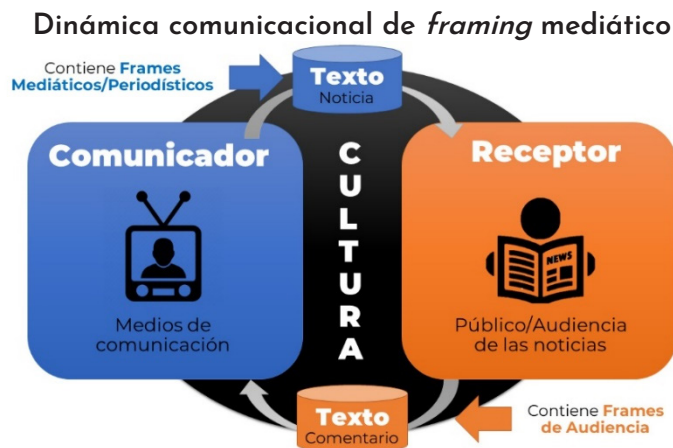 Dinámica comunicacional de framing mediático
Contiene Frames
Mediáticos/Periodísticos
Texto
Noticia
Comunicador
Medios de
comunicación
CULTURA
Receptor
NEWS
Público/Audiencia
de las noticias
Texto
Comentario
Contiene Frames
de Audiencia